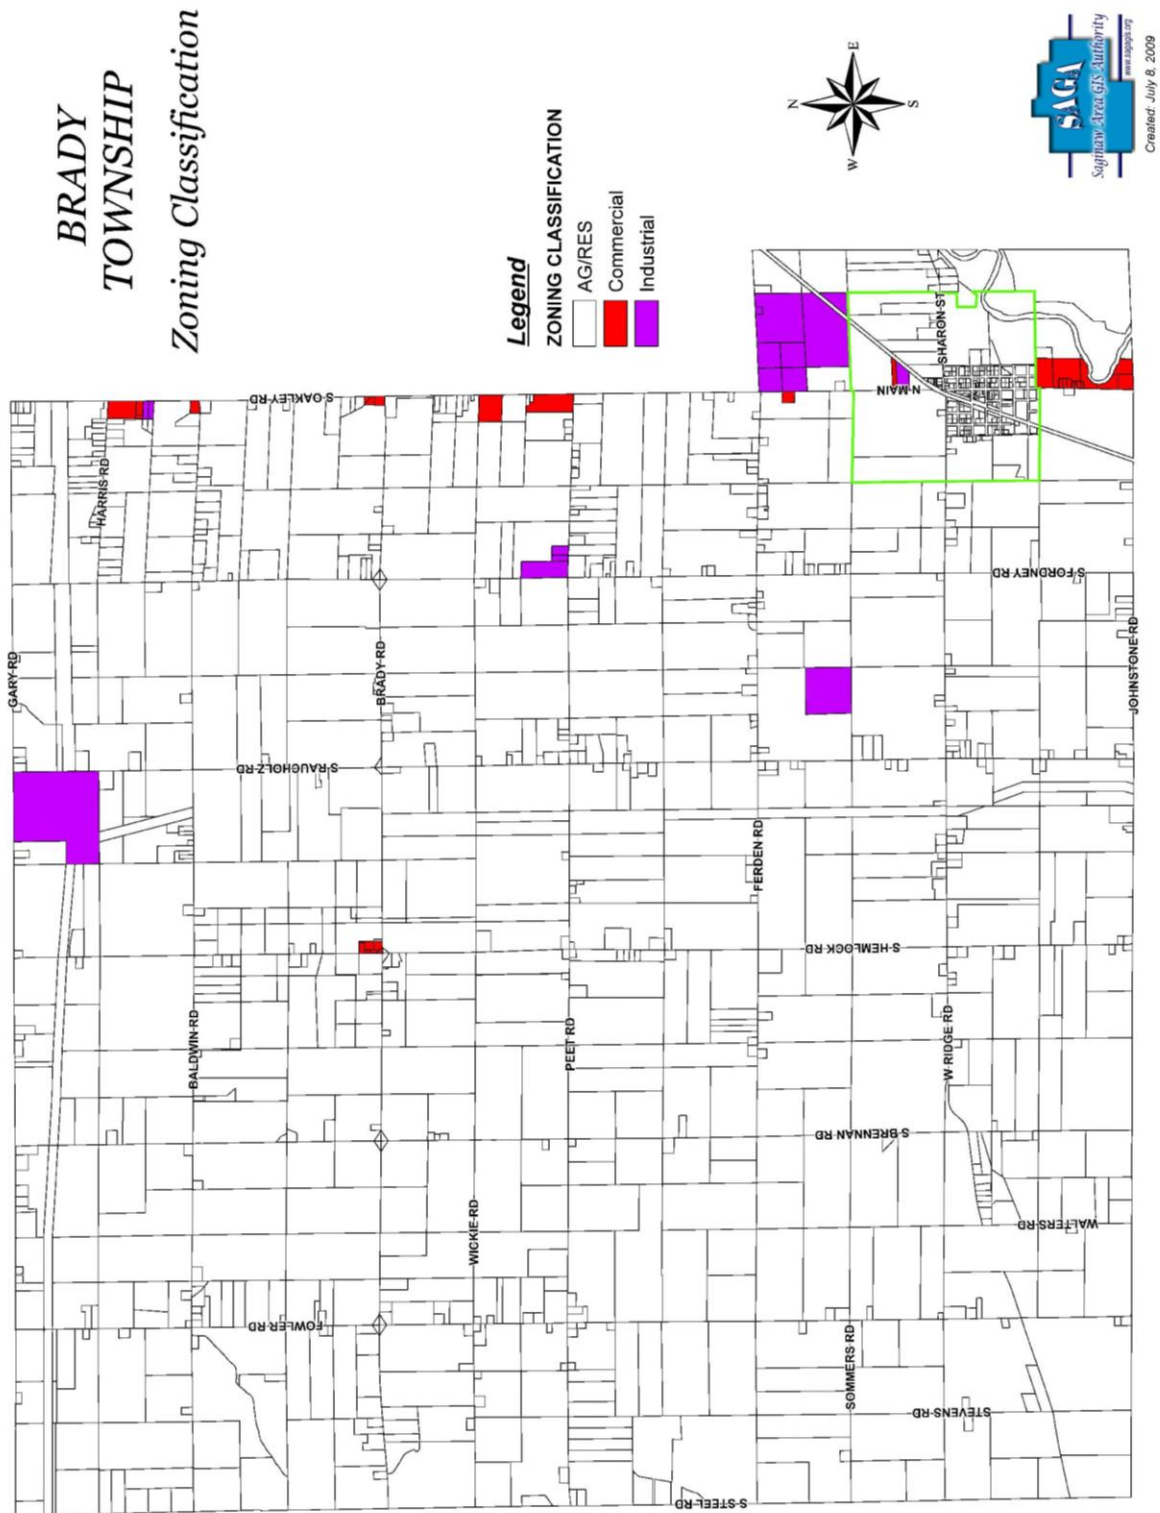 BRADY
TOWNSHIP
Zoning Classification
Legend
ZONING CLASSIFICATION
AG/RES
Commercial
Industrial
N
E
S
W
SAGA
Saginaw Area GIS Authority
www.sagagis.org
Created: July 8, 2009
GARY RD
HARRIS RD
S OAKLEY RD
BRADY RD
S RAUCHOLZ RD
BALDWIN RD
FOWLER RD
WICKIE RD
PEET RD
FERDEN RD
S HEMLOCK RD
S BRENNAN RD
W RIDGE RD
SOMMERS RD
STEVENS RD
WALTERS RD
S STEEL RD
N MAIN
SHARON ST
S FORDNEY RD
JOHNSTONE RD